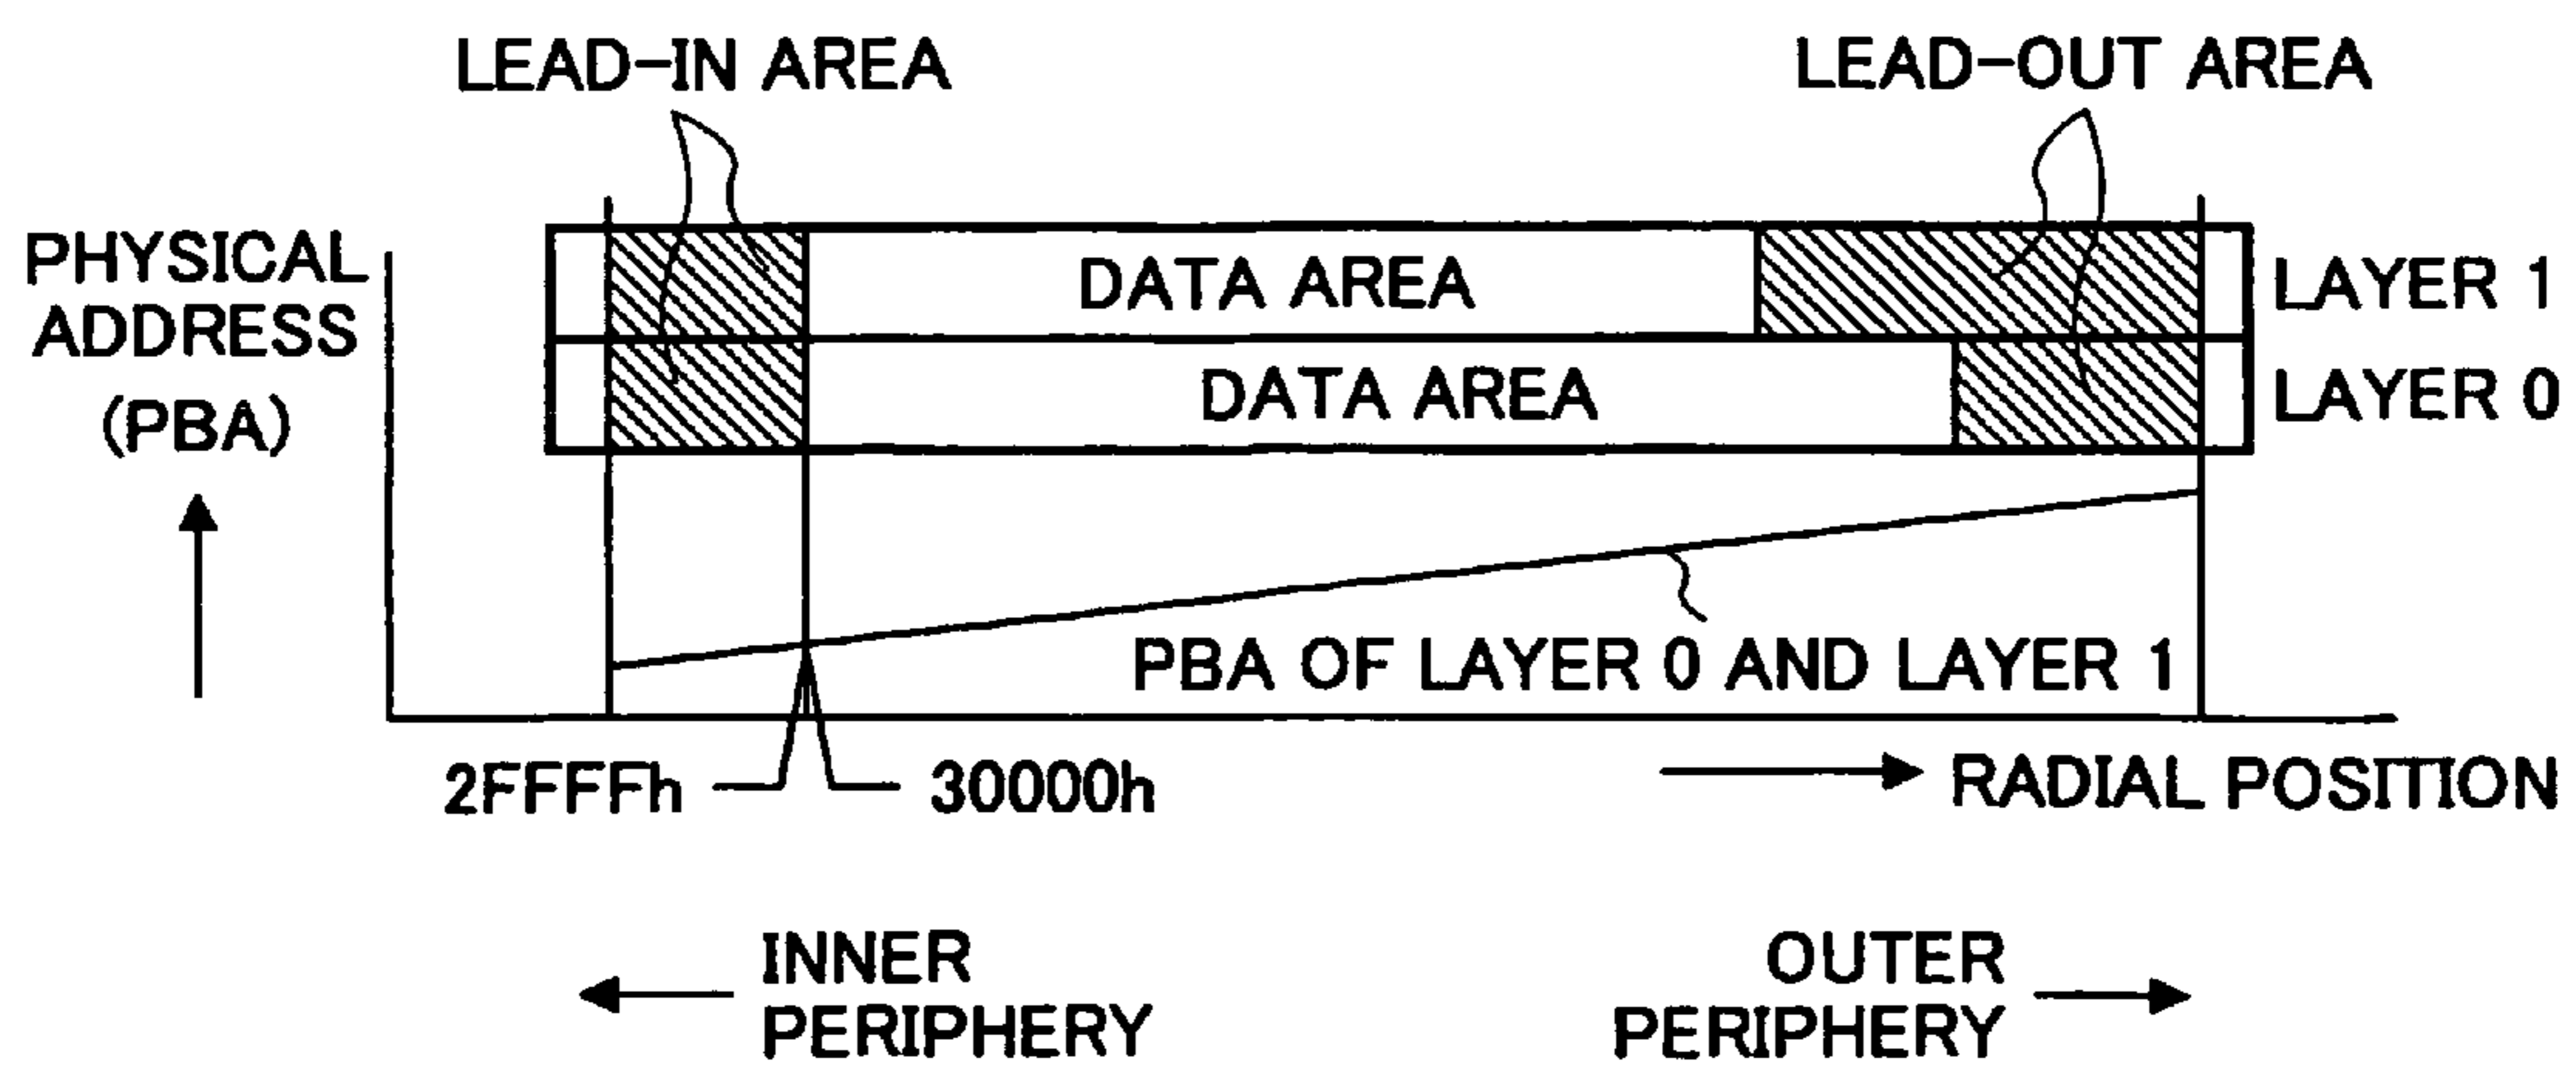 LEAD-IN AREA
LEAD-OUT AREA
PHYSICAL
ADDRESS
(PBA)
DATA AREA
LAYER 1
DATA AREA
LAYER 0
PBA OF LAYER 0 AND LAYER 1
2FFFFh
30000h
RADIAL POSITION
INNER
PERIPHERY
OUTER
PERIPHERY